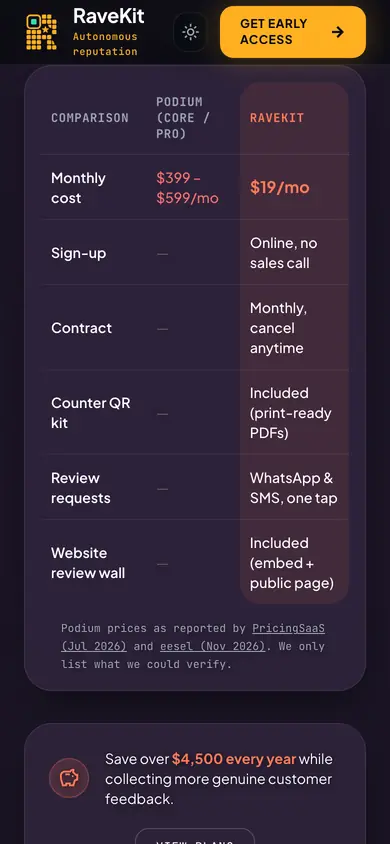 RaveKit
Autonomous
reputation
GET EARLY
ACCESS
COMPARISON
PODIUM
(CORE /
PRO)
RAVEKIT
Monthly
cost
$399 –
$599/mo
$19/mo
Sign-up
—
Online, no
sales call
Contract
—
Monthly,
cancel
anytime
Counter QR
kit
—
Included
(print-ready
PDFs)
Review
requests
—
WhatsApp &
SMS, one tap
Website
review wall
—
Included
(embed +
public page)
Podium prices as reported by PricingSaaS
(Jul 2026) and eesel (Nov 2026). We only
list what we could verify.
Save over $4,500 every year while
collecting more genuine customer
feedback.
VIEW PLANS